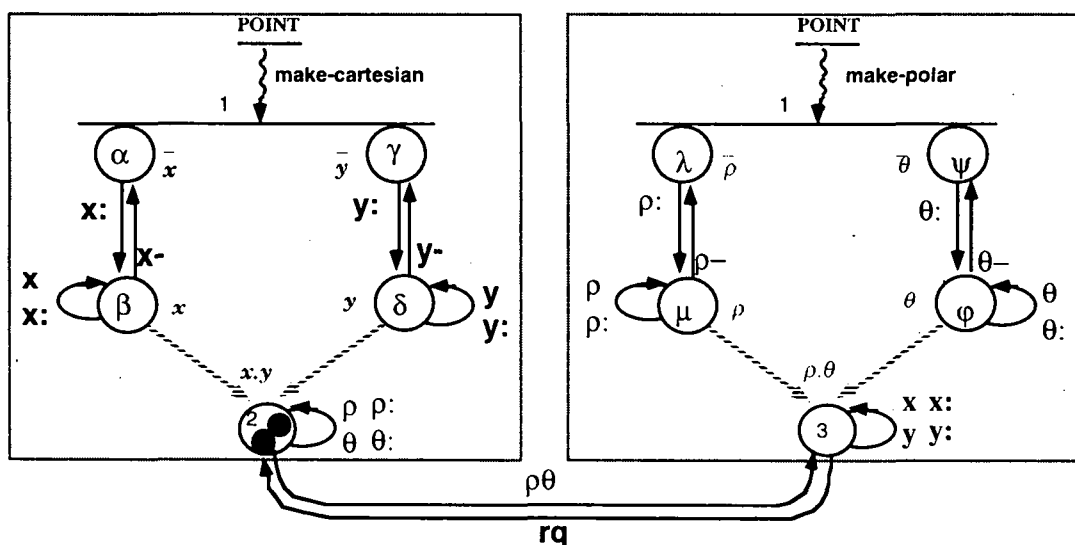 POINT
make-cartesian
1
α
x̄
ȳ
γ
x:
x-
y:
y-
x
x:
β
x
y
δ
y
y:
x.y
2
ρ ρ:
θ θ:
POINT
make-polar
1
λ
ρ̄
θ̄
ψ
ρ:
ρ–
θ:
θ–
ρ
ρ:
μ
ρ
θ
φ
θ
θ:
ρ.θ
3
x x:
y y:
ρθ
rq